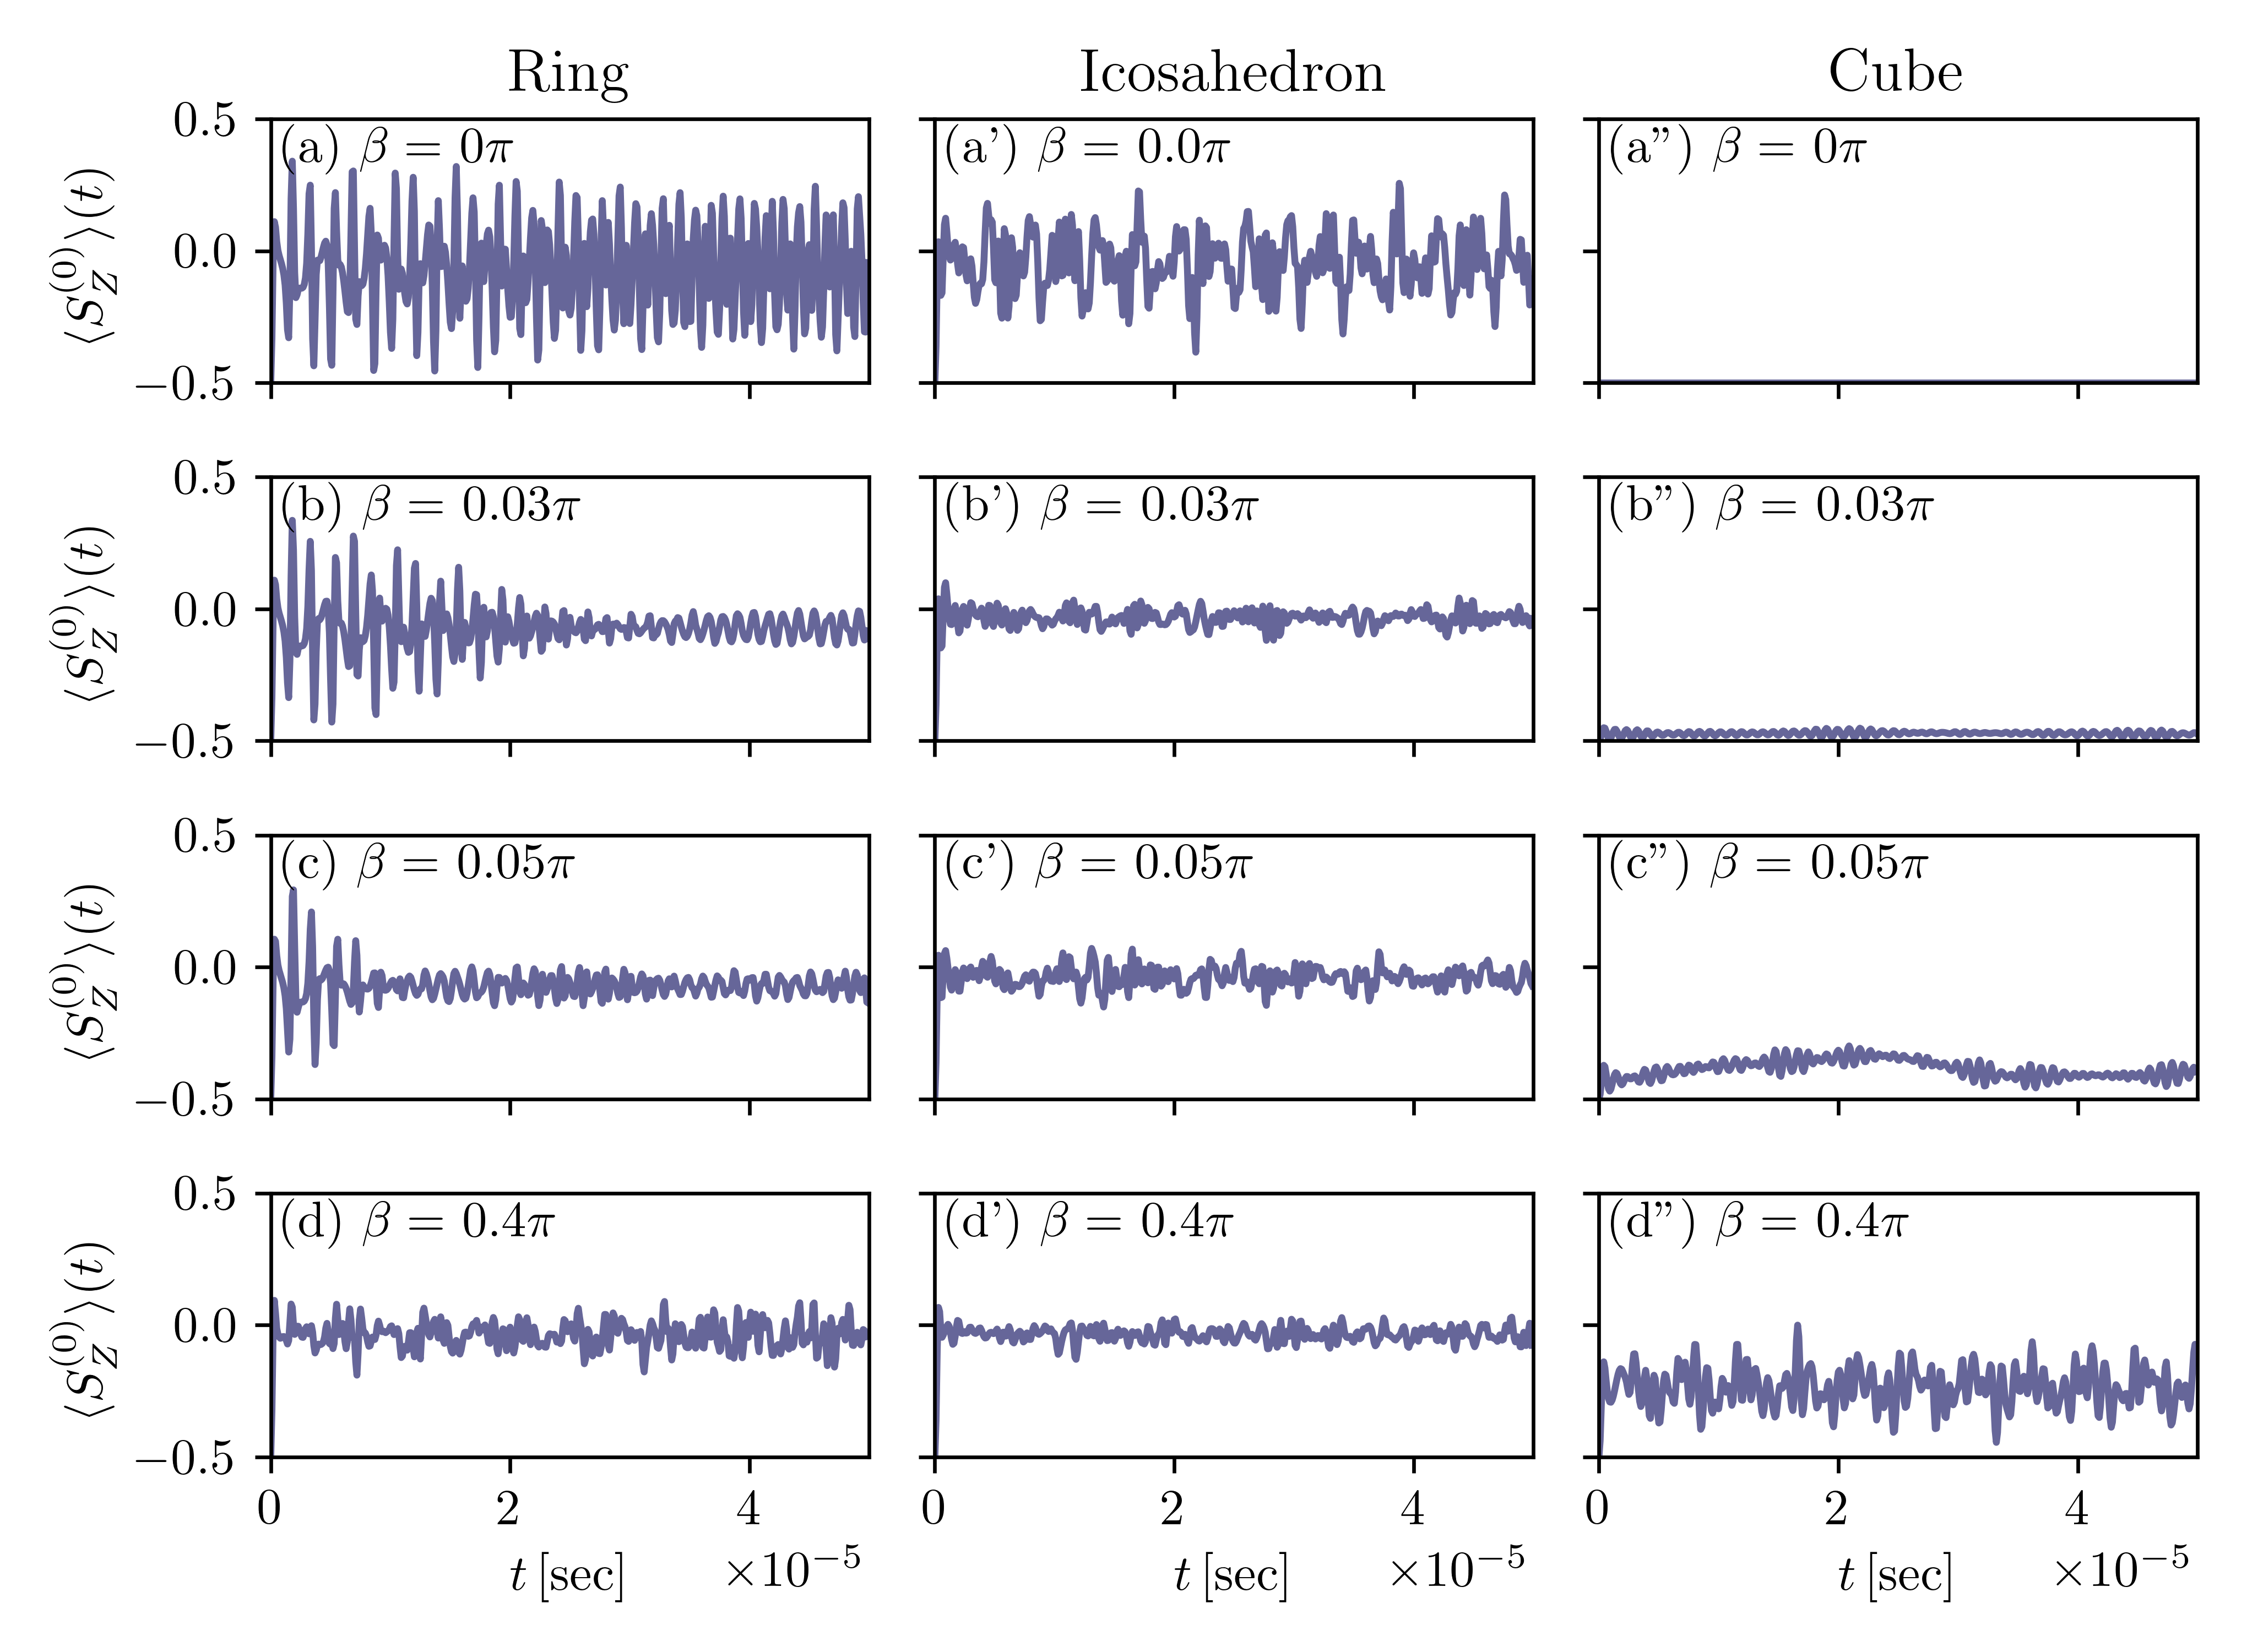 Ring Icosahedron Cube
0.5 (a) β = 0π (a') β = 0.0π (a") β = 0π
⟨S_Z^(0)⟩(t)
0.0
−0.5
0.5 (b) β = 0.03π (b') β = 0.03π (b") β = 0.03π
⟨S_Z^(0)⟩(t)
0.0
−0.5
0.5 (c) β = 0.05π (c') β = 0.05π (c") β = 0.05π
⟨S_Z^(0)⟩(t)
0.0
−0.5
0.5 (d) β = 0.4π (d') β = 0.4π (d") β = 0.4π
⟨S_Z^(0)⟩(t)
0.0
−0.5
0 2 4 0 2 4 0 2 4
t [sec] ×10⁻⁵ t [sec] ×10⁻⁵ t [sec] ×10⁻⁵